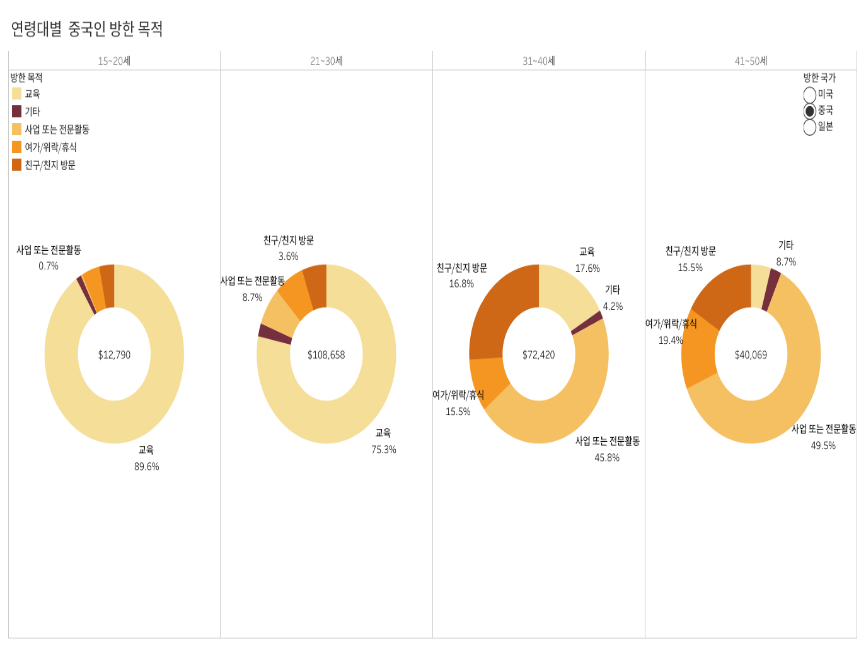 연령대별 중국인 방한 목적
15~20세
21~30세
31~40세
41~50세
방한 목적
교육
기타
사업 또는 전문활동
여가/위락/휴식
친구/친지 방문
방한 국가
미국
중국
일본
사업 또는 전문활동
0.7%
$12,790
교육
89.6%
친구/친지 방문
3.6%
사업 또는 전문활동
8.7%
$108,658
교육
75.3%
교육
17.6%
친구/친지 방문
16.8%
기타
4.2%
$72,420
여가/위락/휴식
15.5%
사업 또는 전문활동
45.8%
친구/친지 방문
15.5%
기타
8.7%
여가/위락/휴식
19.4%
$40,069
사업 또는 전문활동
49.5%